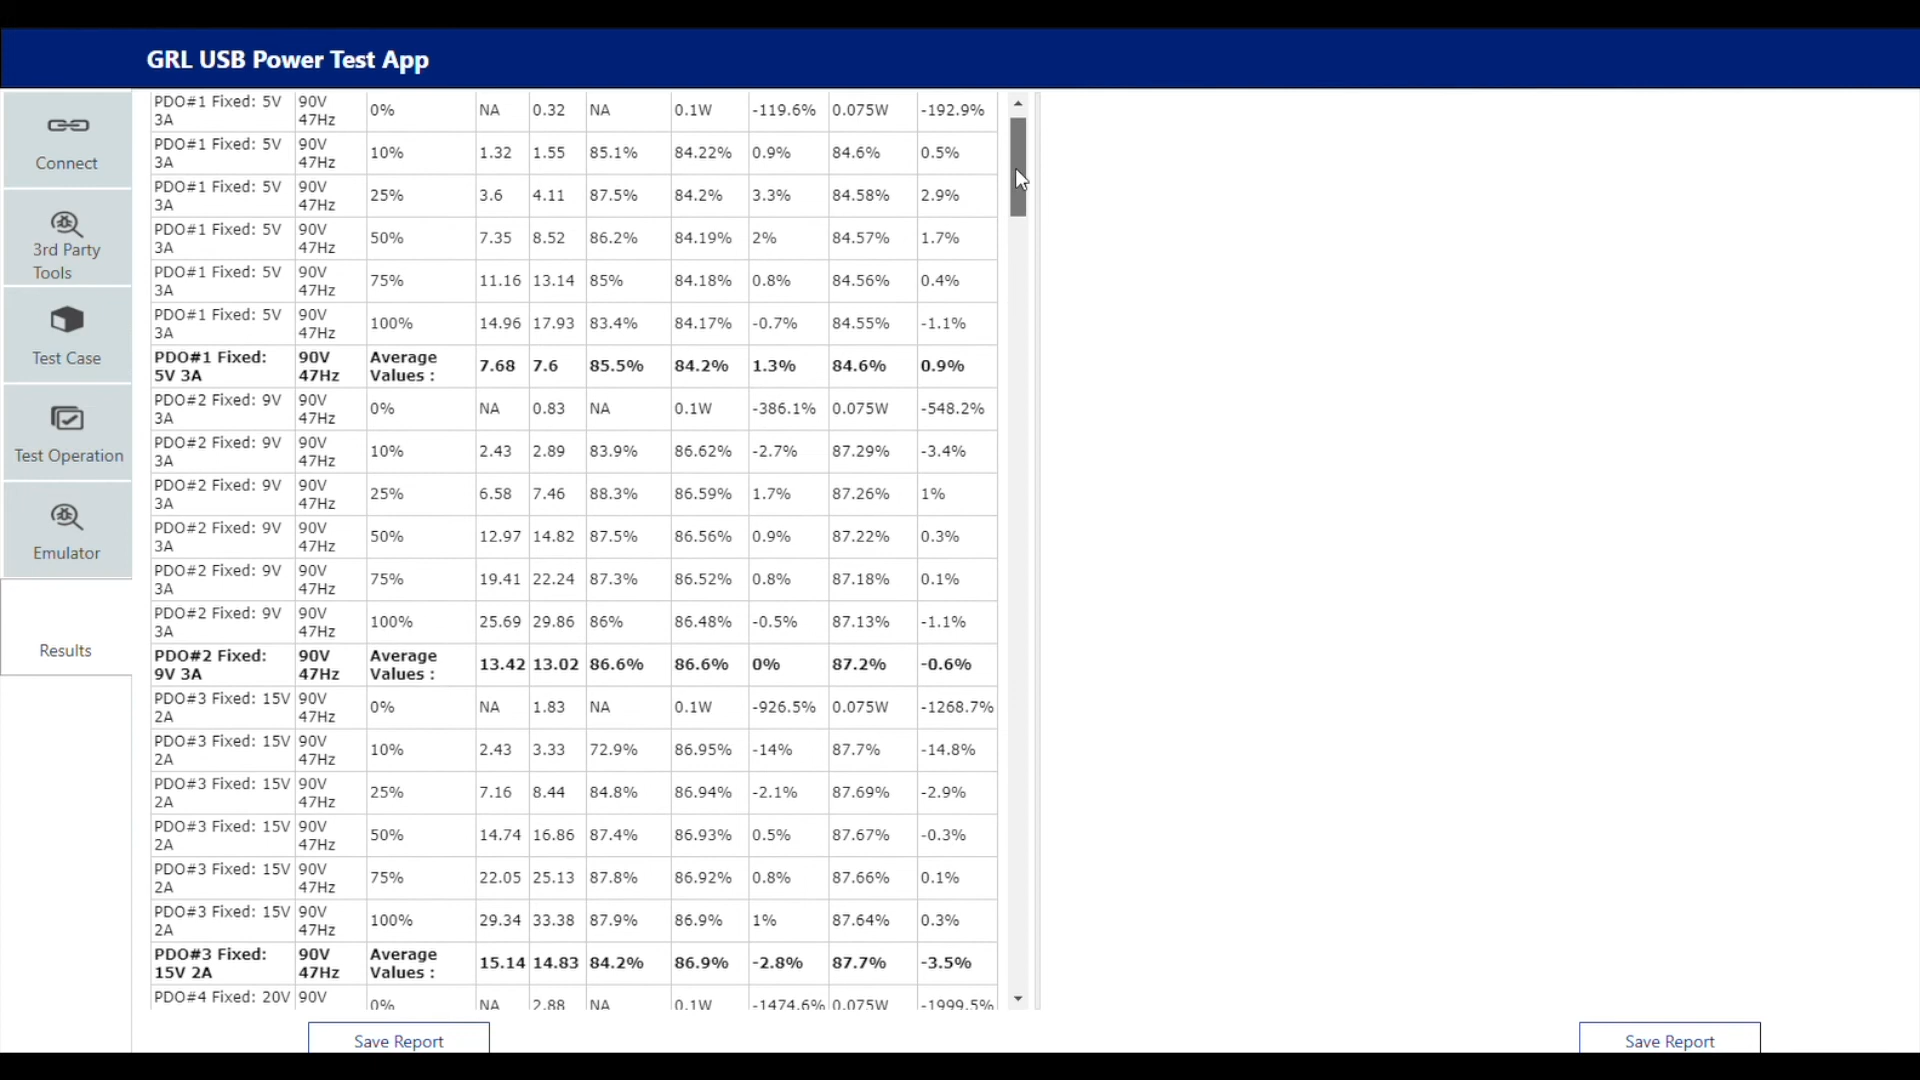 GRL USB Power Test App
Connect
3rd Party
Tools
Test Case
Test Operation
Emulator
Results
PDO#1 Fixed: 5V 3A 90V 47Hz 0% NA 0.32 NA 0.1W -119.6% 0.075W -192.9%
PDO#1 Fixed: 5V 3A 90V 47Hz 10% 1.32 1.55 85.1% 84.22% 0.9% 84.6% 0.5%
PDO#1 Fixed: 5V 3A 90V 47Hz 25% 3.6 4.11 87.5% 84.2% 3.3% 84.58% 2.9%
PDO#1 Fixed: 5V 3A 90V 47Hz 50% 7.35 8.52 86.2% 84.19% 2% 84.57% 1.7%
PDO#1 Fixed: 5V 3A 90V 47Hz 75% 11.16 13.14 85% 84.18% 0.8% 84.56% 0.4%
PDO#1 Fixed: 5V 3A 90V 47Hz 100% 14.96 17.93 83.4% 84.17% -0.7% 84.55% -1.1%
PDO#1 Fixed: 5V 3A 90V 47Hz Average Values : 7.68 7.6 85.5% 84.2% 1.3% 84.6% 0.9%
PDO#2 Fixed: 9V 3A 90V 47Hz 0% NA 0.83 NA 0.1W -386.1% 0.075W -548.2%
PDO#2 Fixed: 9V 3A 90V 47Hz 10% 2.43 2.89 83.9% 86.62% -2.7% 87.29% -3.4%
PDO#2 Fixed: 9V 3A 90V 47Hz 25% 6.58 7.46 88.3% 86.59% 1.7% 87.26% 1%
PDO#2 Fixed: 9V 3A 90V 47Hz 50% 12.97 14.82 87.5% 86.56% 0.9% 87.22% 0.3%
PDO#2 Fixed: 9V 3A 90V 47Hz 75% 19.41 22.24 87.3% 86.52% 0.8% 87.18% 0.1%
PDO#2 Fixed: 9V 3A 90V 47Hz 100% 25.69 29.86 86% 86.48% -0.5% 87.13% -1.1%
PDO#2 Fixed: 9V 3A 90V 47Hz Average Values : 13.42 13.02 86.6% 86.6% 0% 87.2% -0.6%
PDO#3 Fixed: 15V 2A 90V 47Hz 0% NA 1.83 NA 0.1W -926.5% 0.075W -1268.7%
PDO#3 Fixed: 15V 2A 90V 47Hz 10% 2.43 3.33 72.9% 86.95% -14% 87.7% -14.8%
PDO#3 Fixed: 15V 2A 90V 47Hz 25% 7.16 8.44 84.8% 86.94% -2.1% 87.69% -2.9%
PDO#3 Fixed: 15V 2A 90V 47Hz 50% 14.74 16.86 87.4% 86.93% 0.5% 87.67% -0.3%
PDO#3 Fixed: 15V 2A 90V 47Hz 75% 22.05 25.13 87.8% 86.92% 0.8% 87.66% 0.1%
PDO#3 Fixed: 15V 2A 90V 47Hz 100% 29.34 33.38 87.9% 86.9% 1% 87.64% 0.3%
PDO#3 Fixed: 15V 2A 90V 47Hz Average Values : 15.14 14.83 84.2% 86.9% -2.8% 87.7% -3.5%
PDO#4 Fixed: 20V 90V 0% NA 2.88 NA 0.1W -1474.6% 0.075W -1999.5%
Save Report
Save Report